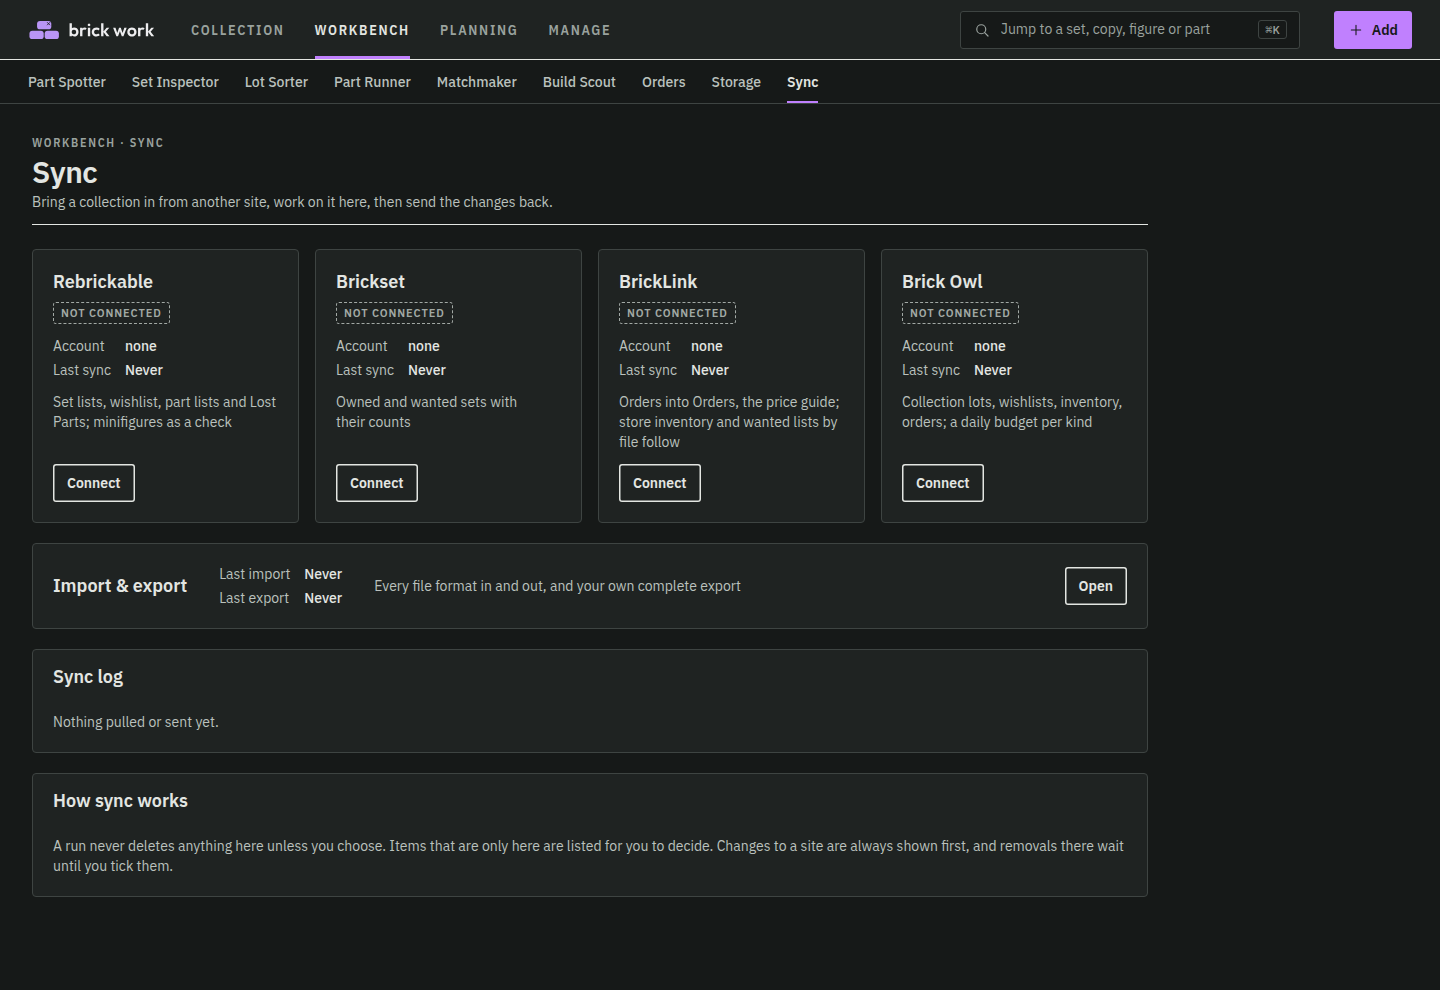 brick work
COLLECTION
WORKBENCH
PLANNING
MANAGE
Jump to a set, copy, figure or part
⌘K
+ Add
Part Spotter
Set Inspector
Lot Sorter
Part Runner
Matchmaker
Build Scout
Orders
Storage
Sync
WORKBENCH · SYNC
Sync
Bring a collection in from another site, work on it here, then send the changes back.
Rebrickable
NOT CONNECTED
Account none
Last sync Never
Set lists, wishlist, part lists and Lost
Parts; minifigures as a check
Connect
Brickset
NOT CONNECTED
Account none
Last sync Never
Owned and wanted sets with
their counts
Connect
BrickLink
NOT CONNECTED
Account none
Last sync Never
Orders into Orders, the price guide;
store inventory and wanted lists by
file follow
Connect
Brick Owl
NOT CONNECTED
Account none
Last sync Never
Collection lots, wishlists, inventory,
orders; a daily budget per kind
Connect
Import & export
Last import Never
Last export Never
Every file format in and out, and your own complete export
Open
Sync log
Nothing pulled or sent yet.
How sync works
A run never deletes anything here unless you choose. Items that are only here are listed for you to decide. Changes to a site are always shown first, and removals there wait
until you tick them.